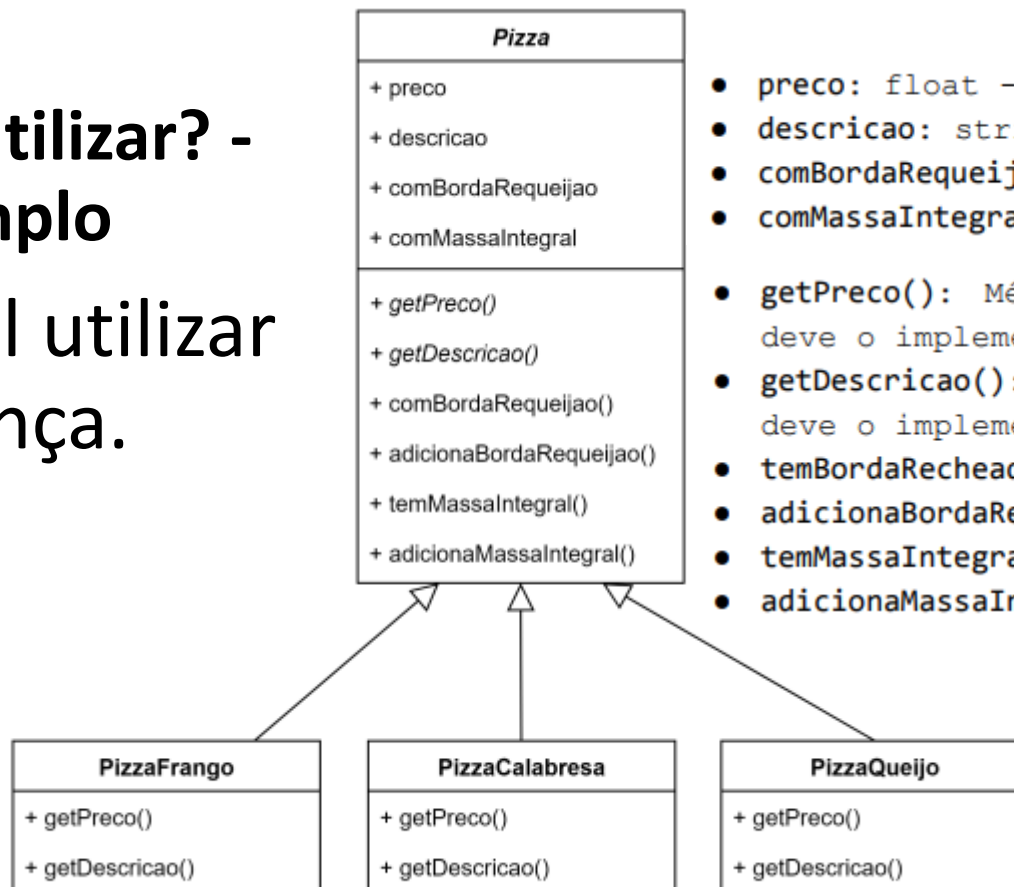 tilizar? -
nplo
l utilizar
nça.
Pizza
+ preco
+ descricao
+ comBordaRequeijao
+ comMassaIntegral
+ getPreco()
+ getDescricao()
+ comBordaRequeijao()
+ adicionaBordaRequeijao()
+ temMassaIntegral()
+ adicionaMassaIntegral()
● preco: float -
● descricao: stri
● comBordaRequeij
● comMassaIntegra
● getPreco(): Mé
deve o impleme
● getDescricao():
deve o impleme
● temBordaRechead
● adicionaBordaRe
● temMassaIntegra
● adicionaMassaIn
PizzaFrango
+ getPreco()
+ getDescricao()
PizzaCalabresa
+ getPreco()
+ getDescricao()
PizzaQueijo
+ getPreco()
+ getDescricao()